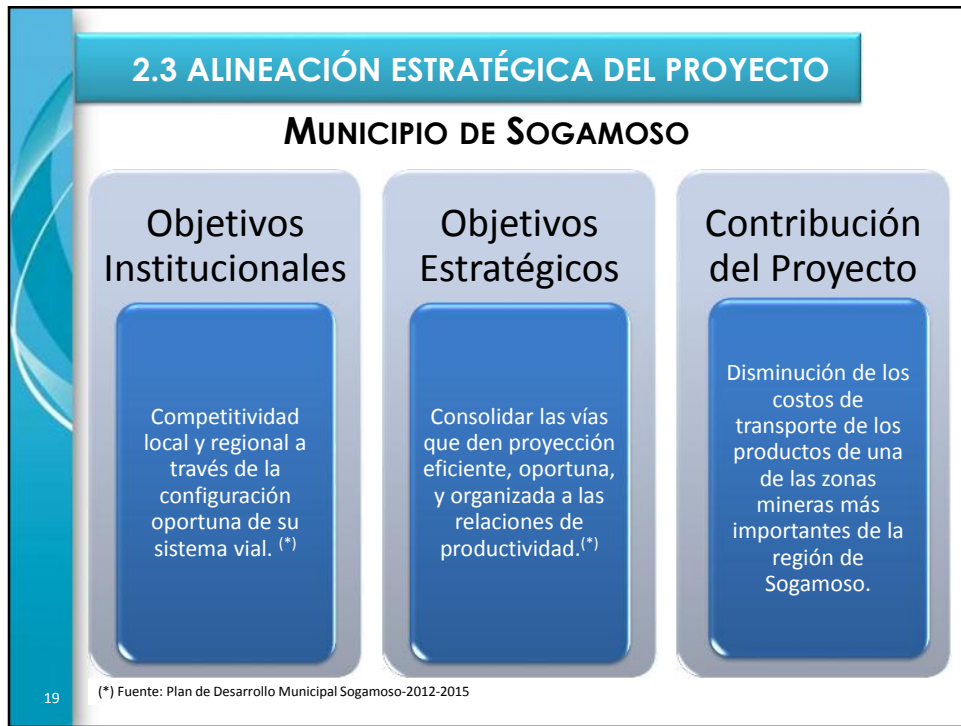 2.3 ALINEACIÓN ESTRATÉGICA DEL PROYECTO
MUNICIPIO DE SOGAMOSO
Objetivos
Institucionales
Competitividad
local y regional a
través de la
configuración
oportuna de su
sistema vial. (*)
Objetivos
Estratégicos
Consolidar las vías
que den proyección
eficiente, oportuna,
y organizada a las
relaciones de
productividad.(*)
Contribución
del Proyecto
Disminución de los
costos de
transporte de los
productos de una
de las zonas
mineras más
importantes de la
región de
Sogamoso.
(*) Fuente: Plan de Desarrollo Municipal Sogamoso-2012-2015
19